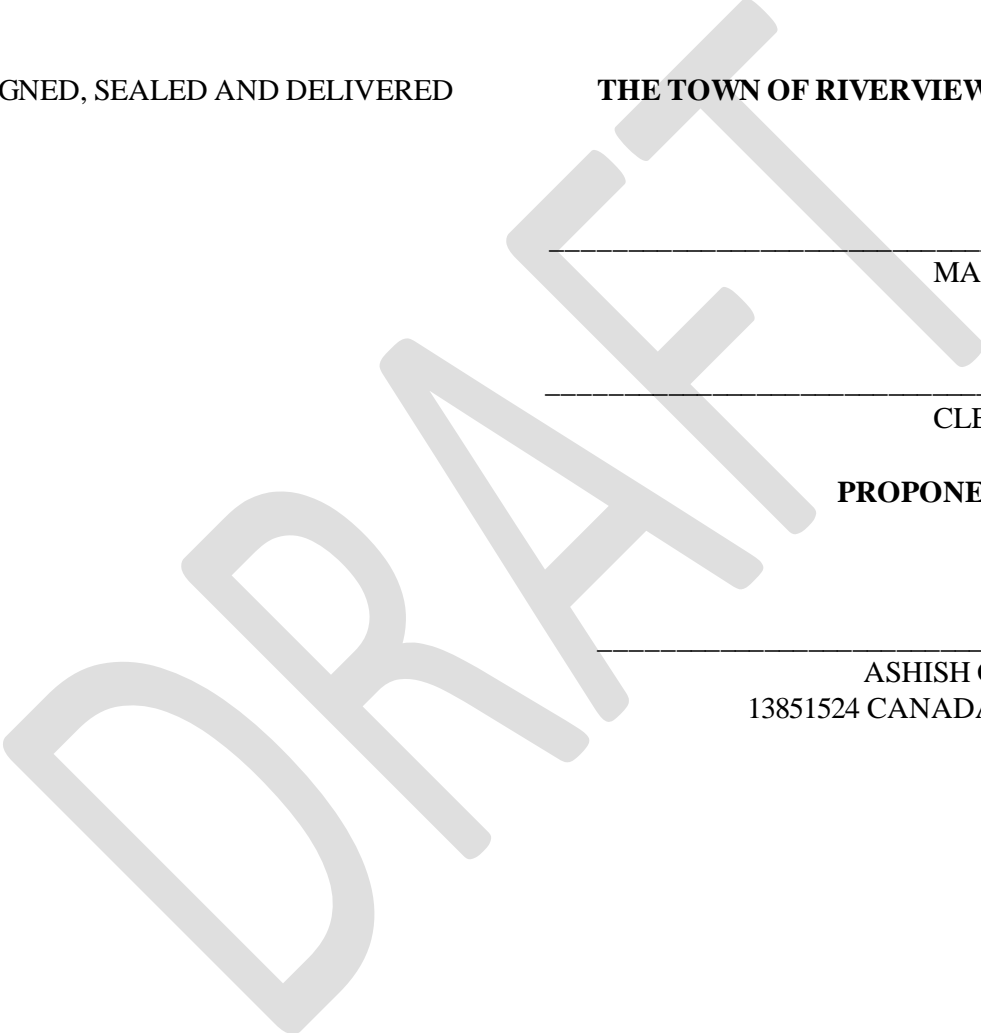 GNED, SEALED AND DELIVERED THE TOWN OF RIVERVIEW
MA
CLE
PROPONE
ASHISH
13851524 CANADA
DRAFT